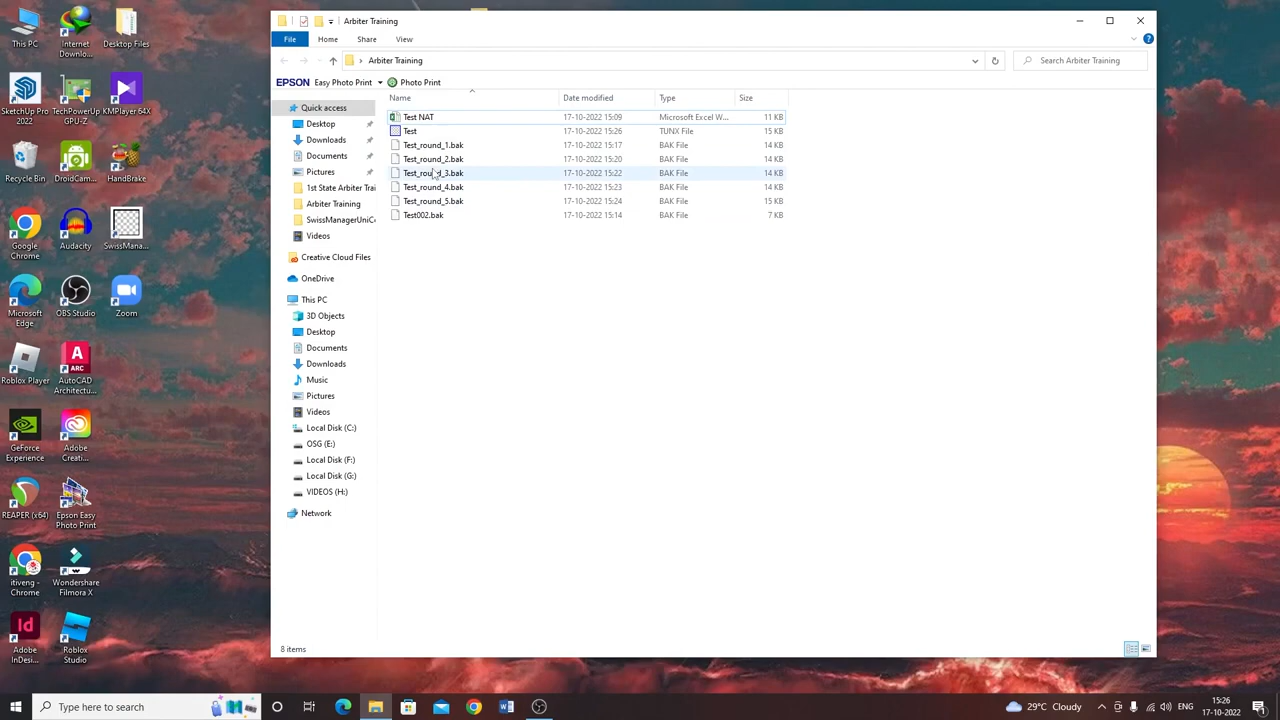 Arbiter Training
File
Home
Share
View
Arbiter Training
Search Arbiter Training
EPSON
Easy Photo Print
Photo Print
Name
Date modified
Type
Size
Test NAT
17-10-2022 15:09
Microsoft Excel W...
11 KB
Test
17-10-2022 15:26
TUNX File
15 KB
Test_round_1.bak
17-10-2022 15:17
BAK File
14 KB
Test_round_2.bak
17-10-2022 15:20
BAK File
14 KB
Test_round_3.bak
17-10-2022 15:22
BAK File
14 KB
Test_round_4.bak
17-10-2022 15:23
BAK File
14 KB
Test_round_5.bak
17-10-2022 15:24
BAK File
15 KB
Test002.bak
17-10-2022 15:14
BAK File
7 KB
Quick access
Desktop
Downloads
Documents
Pictures
1st State Arbiter Trai
Arbiter Training
SwissManagerUniCo
Videos
Creative Cloud Files
OneDrive
This PC
3D Objects
Desktop
Documents
Downloads
Music
Pictures
Videos
Local Disk (C:)
OSG (E:)
Local Disk (F:)
Local Disk (G:)
VIDEOS (H:)
Network
8 items
This PC
Internet
Downlo...
Desktop Files
SketchUp Pro
2022
TechPowerUp
GPU-Z
KMPlayer 64X
Recycle Bin
DroidCam...
HandBrake
Google
Chrome
Audacity
SwissMana...
Microsoft
Edge
OBS Studio
Zoom
Roblox Player
AutoCAD
Architectu...
GeForce
Experience
Adobe
Creati...
REAPER (x64)
Epson Easy
Photo Print
itiveng -
Chrome
Wondershare
Filmora X
Adobe
InDesi...
Roblox
Studio
Type here to search
29°C Cloudy
ENG
15:26
17-10-2022